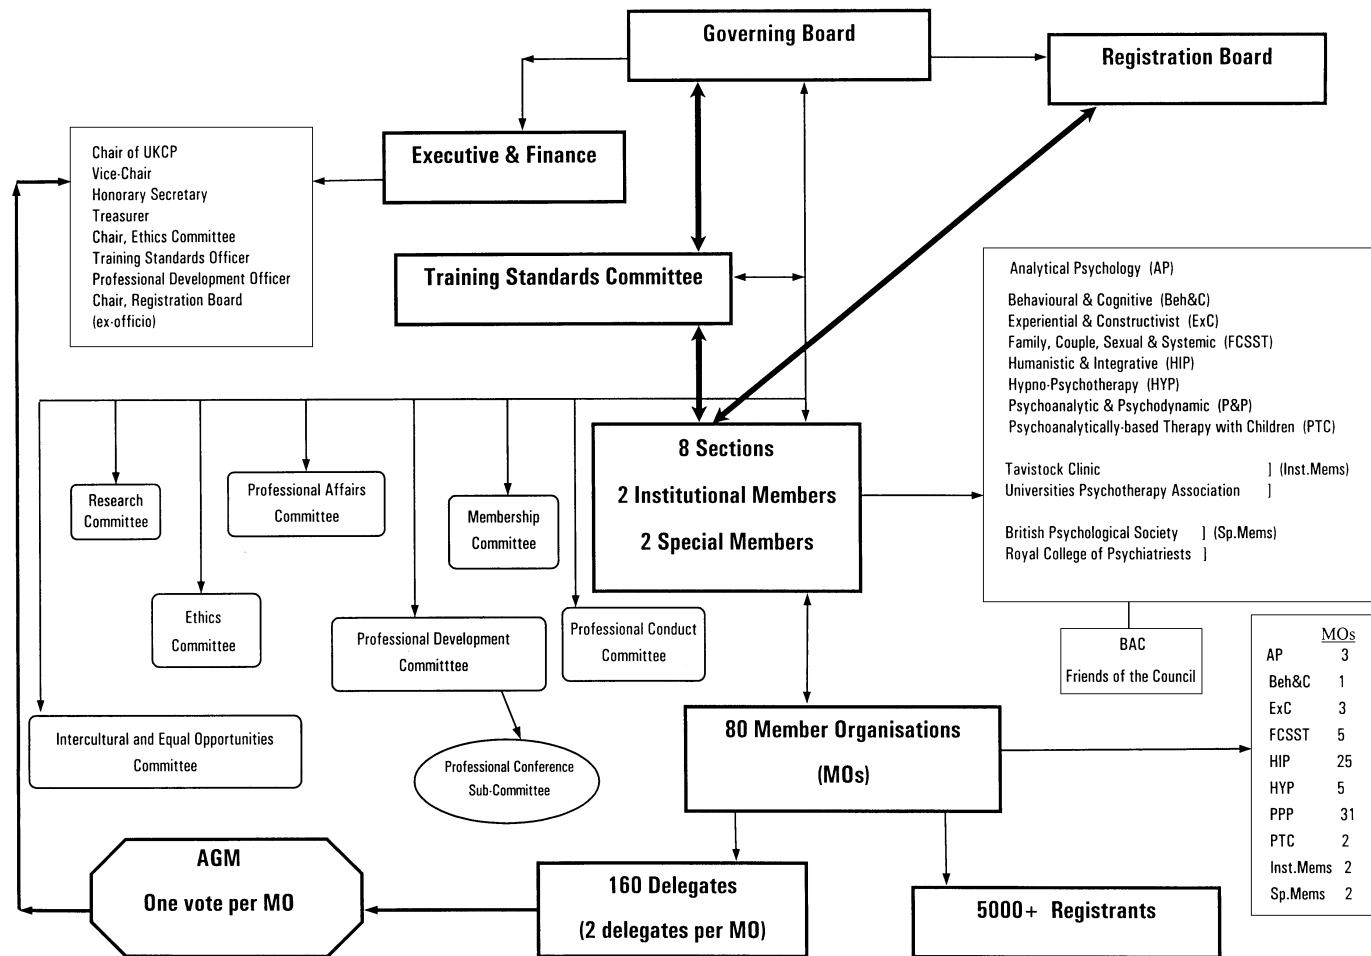 Governing Board
Registration Board
Executive & Finance
Chair of UKCP
Vice-Chair
Honorary Secretary
Treasurer
Chair, Ethics Committee
Training Standards Officer
Professional Development Officer
Chair, Registration Board
(ex-officio)
Training Standards Committee
Analytical Psychology (AP)
Behavioural & Cognitive (Beh&C)
Experiential & Constructivist (ExC)
Family, Couple, Sexual & Systemic (FCSST)
Humanistic & Integrative (HIP)
Hypno-Psychotherapy (HYP)
Psychoanalytic & Psychodynamic (P&P)
Psychoanalytically-based Therapy with Children (PTC)
Tavistock Clinic ] (Inst.Mems)
Universities Psychotherapy Association ]
British Psychological Society ] (Sp.Mems)
Royal College of Psychiatriests ]
8 Sections
2 Institutional Members
2 Special Members
Research
Committee
Professional Affairs
Committee
Membership
Committee
Ethics
Committee
Professional Development
Committtee
Professional Conduct
Committee
BAC
Friends of the Council
Intercultural and Equal Opportunities
Committee
Professional Conference
Sub-Committee
80 Member Organisations
(MOs)
MOs
AP 3
Beh&C 1
ExC 3
FCSST 5
HIP 25
HYP 5
PPP 31
PTC 2
Inst.Mems 2
Sp.Mems 2
AGM
One vote per MO
160 Delegates
(2 delegates per MO)
5000+ Registrants